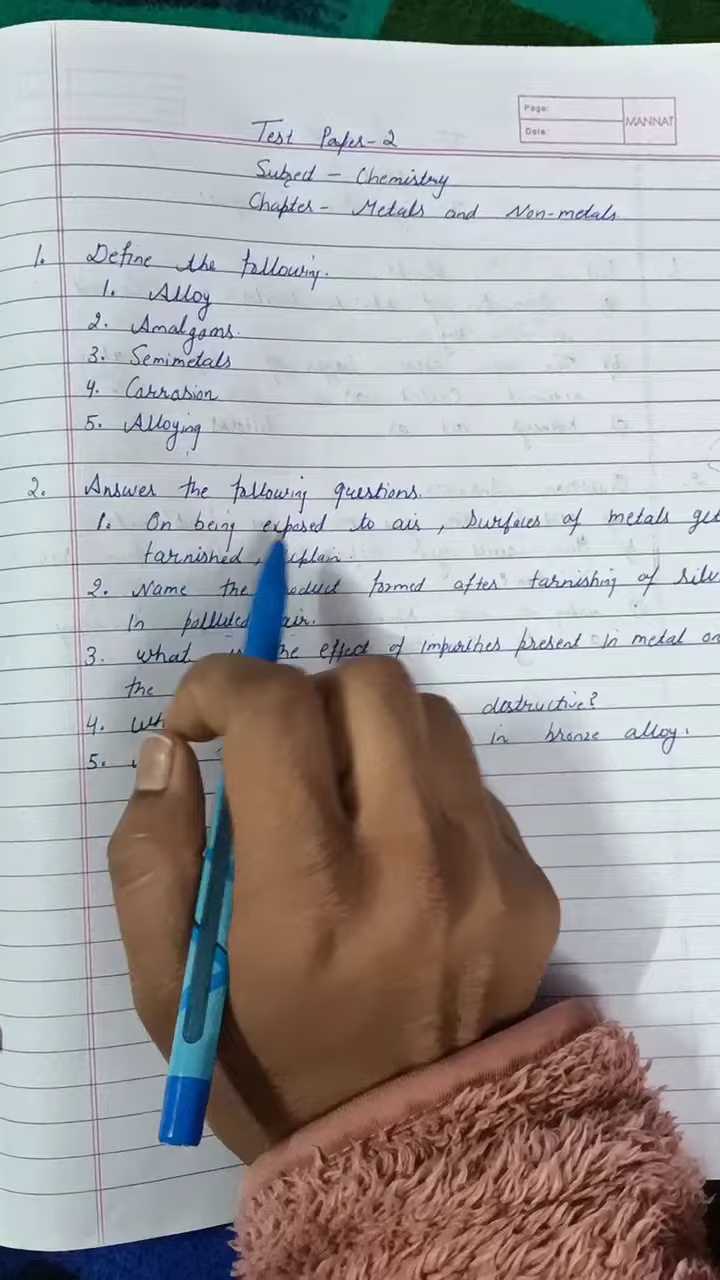 Page:
Date:
MANNAT
Test Paper-2
Subject - Chemistry
Chapter- Metals and Non-metals
1. Define the following.
1. Alloy
2. Amalgams.
3. Semimetals
4. Corrosion
5. Alloying
2. Answer the following questions.
1. On being exposed to air, surfaces of metals get
tarnished, explain.
2. Name the product formed after tarnishing of silv
in polluted air.
3. What is the effect of impurities present in metal on
the
4. Wh destructive?
5. in bronze alloy.